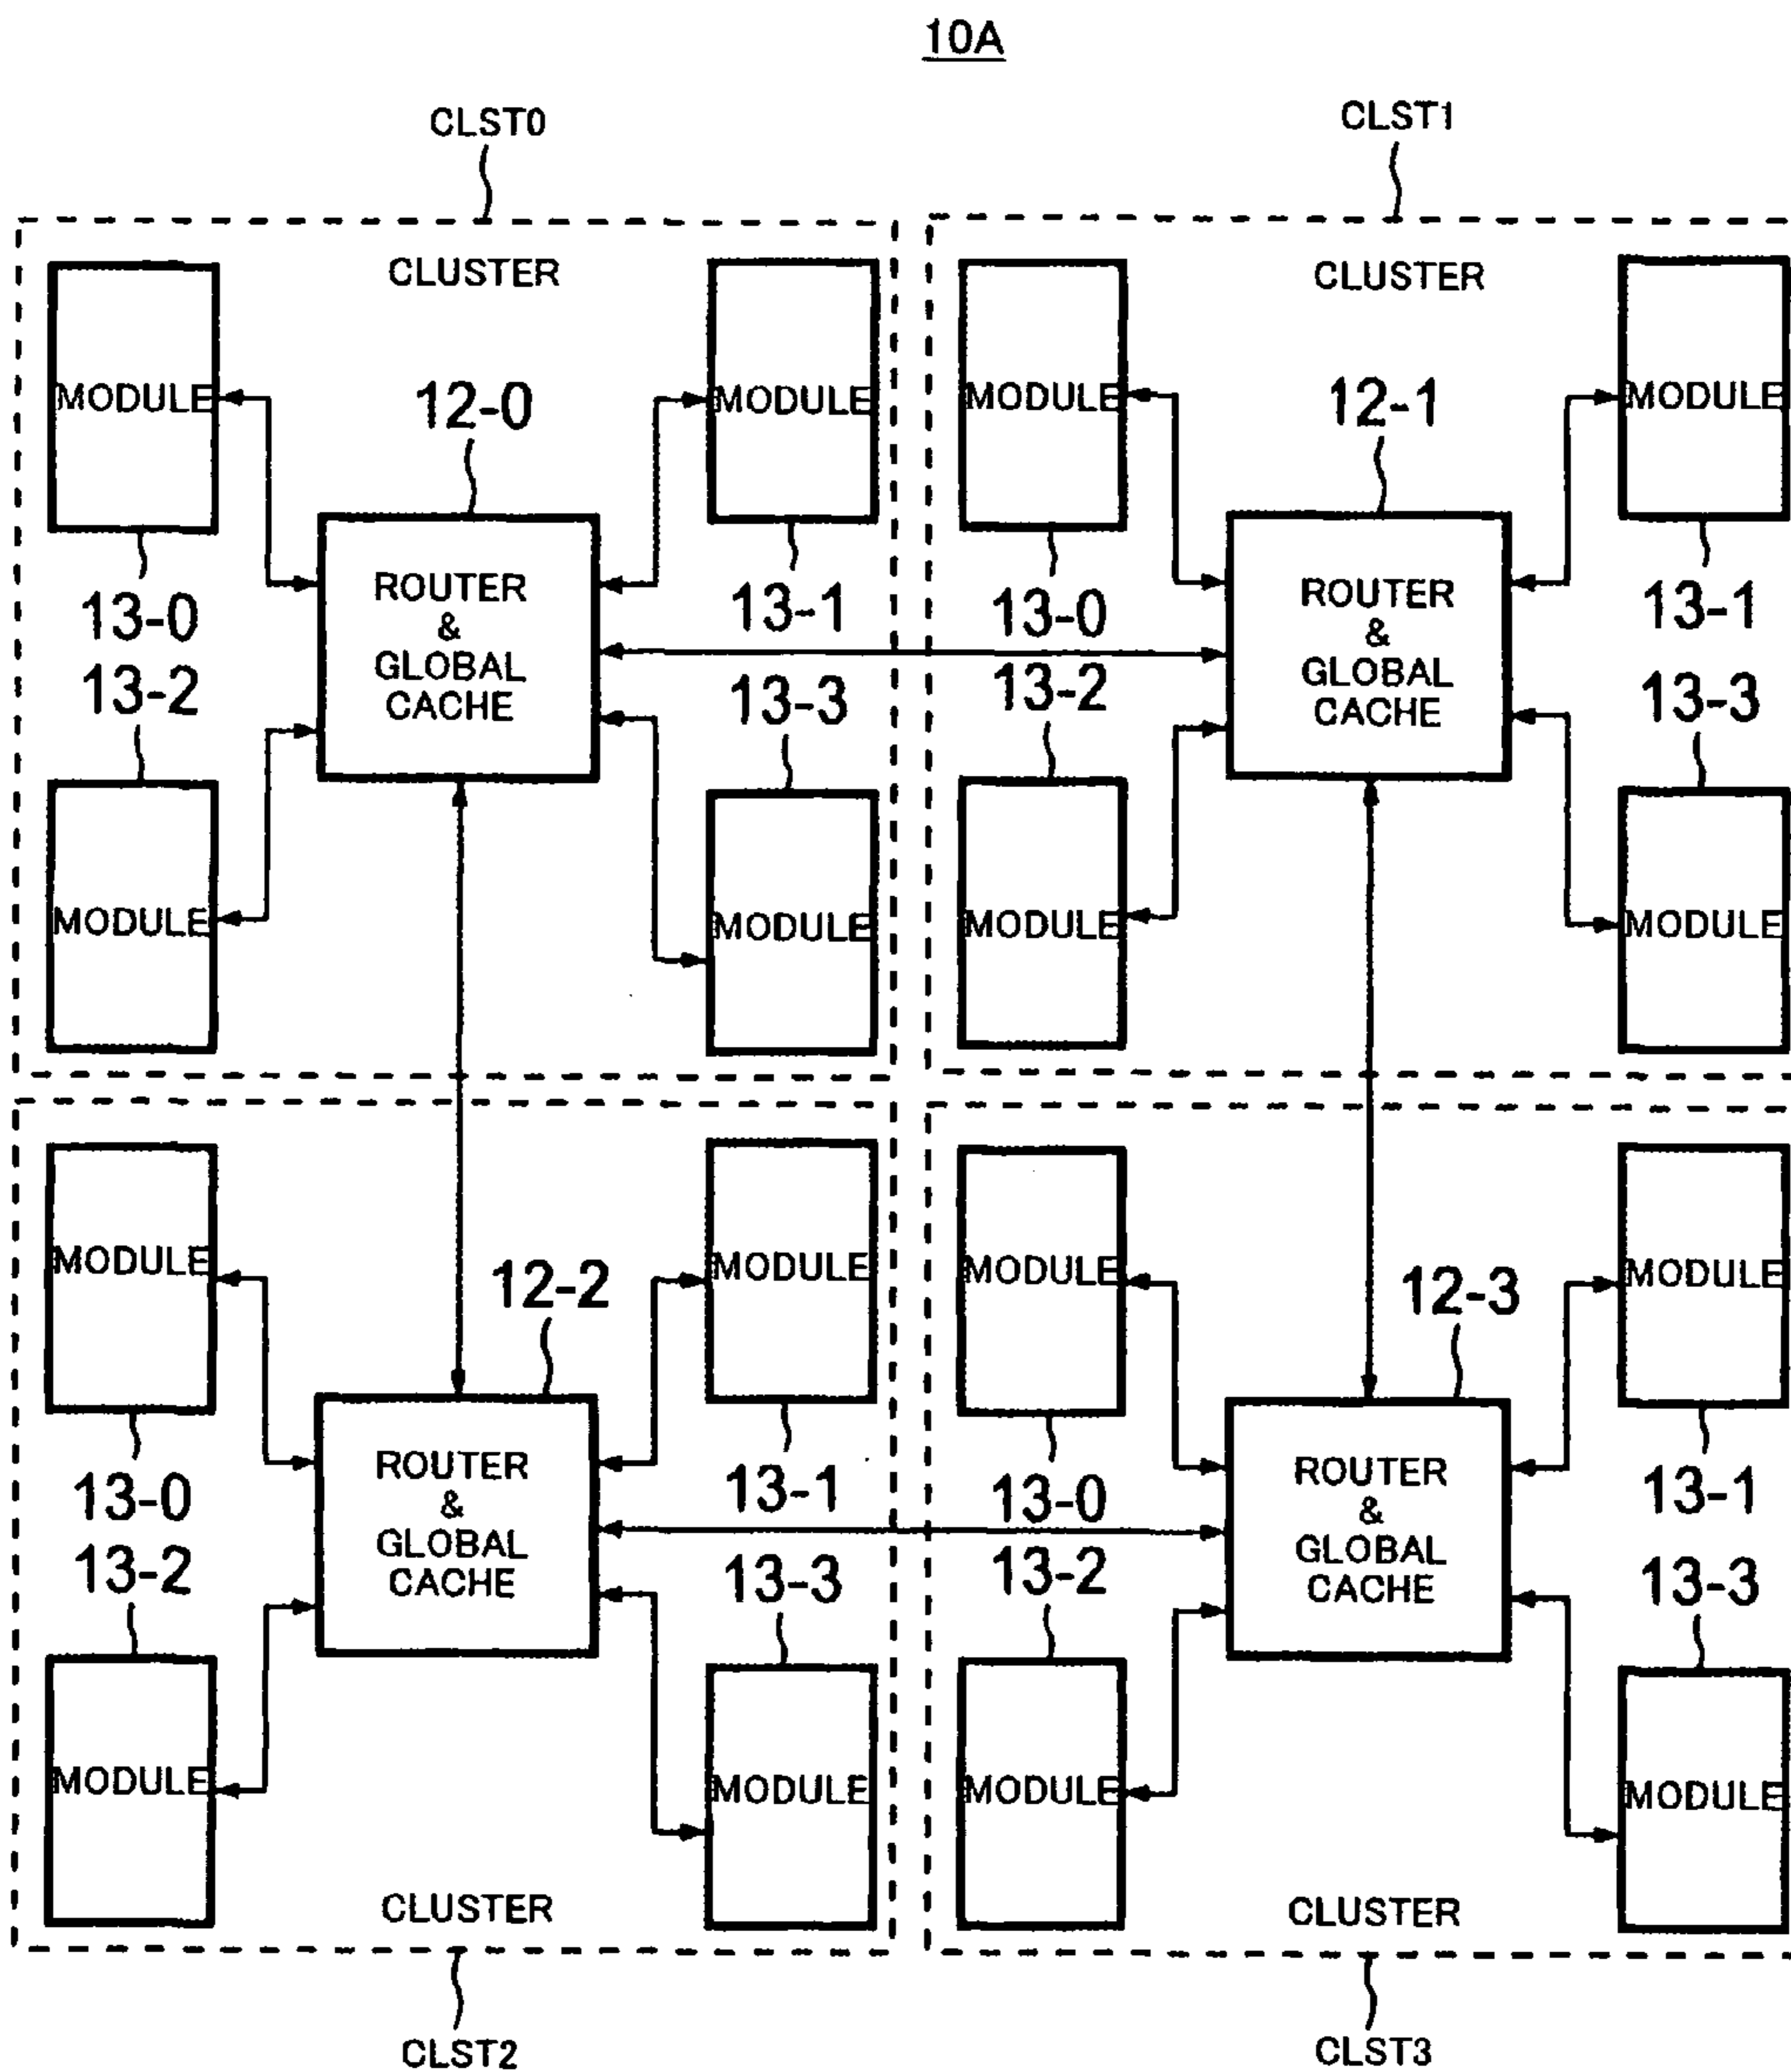 10A
CLST0
CLST1
CLUSTER
CLUSTER
MODULE
MODULE
MODULE
MODULE
12-0
12-1
13-0
13-1
13-0
13-1
ROUTER
&
GLOBAL
CACHE
ROUTER
&
GLOBAL
CACHE
13-2
13-3
13-2
13-3
MODULE
MODULE
MODULE
MODULE
MODULE
MODULE
MODULE
MODULE
12-2
12-3
13-0
13-1
13-0
13-1
ROUTER
&
GLOBAL
CACHE
ROUTER
&
GLOBAL
CACHE
13-2
13-3
13-2
13-3
MODULE
MODULE
MODULE
MODULE
CLUSTER
CLUSTER
CLST2
CLST3